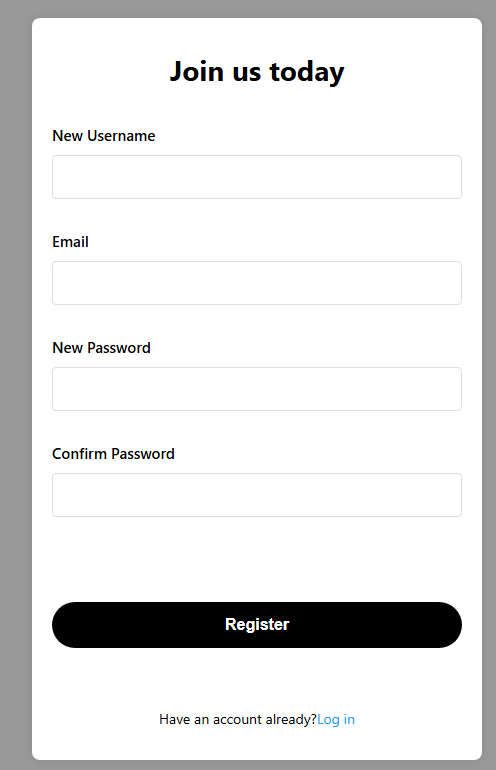 Join us today
New Username
Email
New Password
Confirm Password
Register
Have an account already?Log in